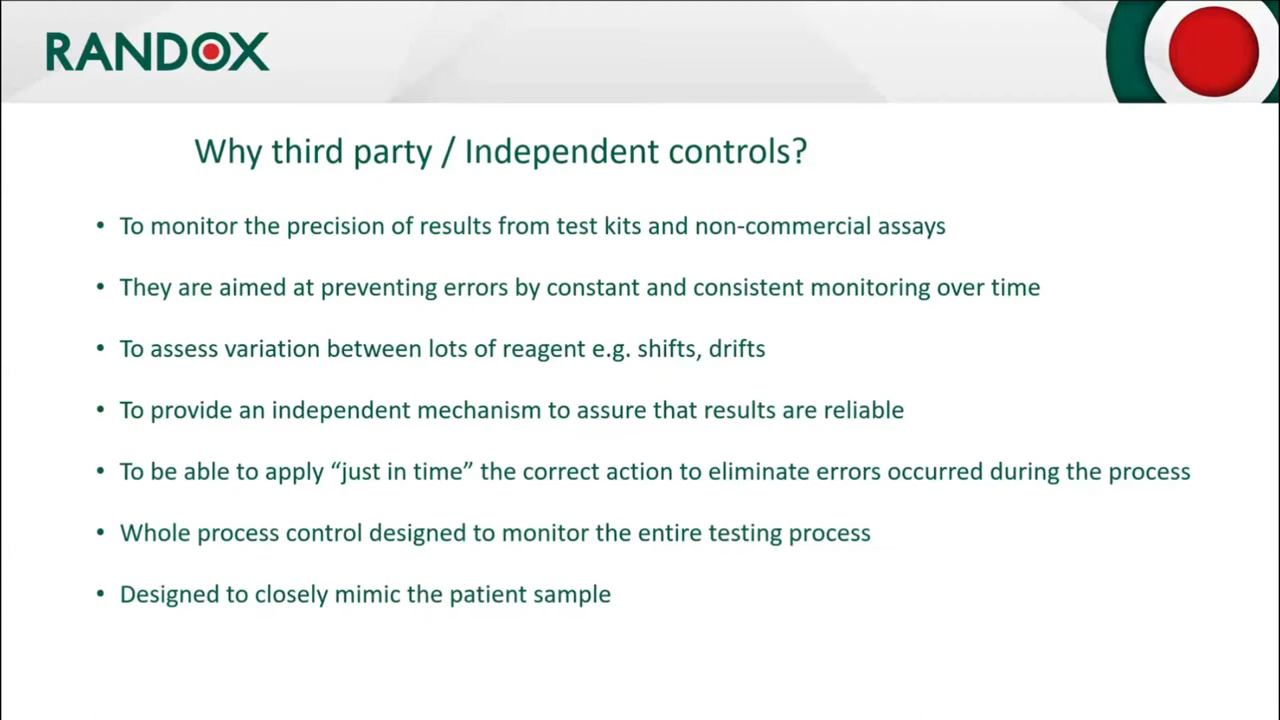 RANDOX
Why third party / Independent controls?
• To monitor the precision of results from test kits and non-commercial assays
• They are aimed at preventing errors by constant and consistent monitoring over time
• To assess variation between lots of reagent e.g. shifts, drifts
• To provide an independent mechanism to assure that results are reliable
• To be able to apply “just in time” the correct action to eliminate errors occurred during the process
• Whole process control designed to monitor the entire testing process
• Designed to closely mimic the patient sample